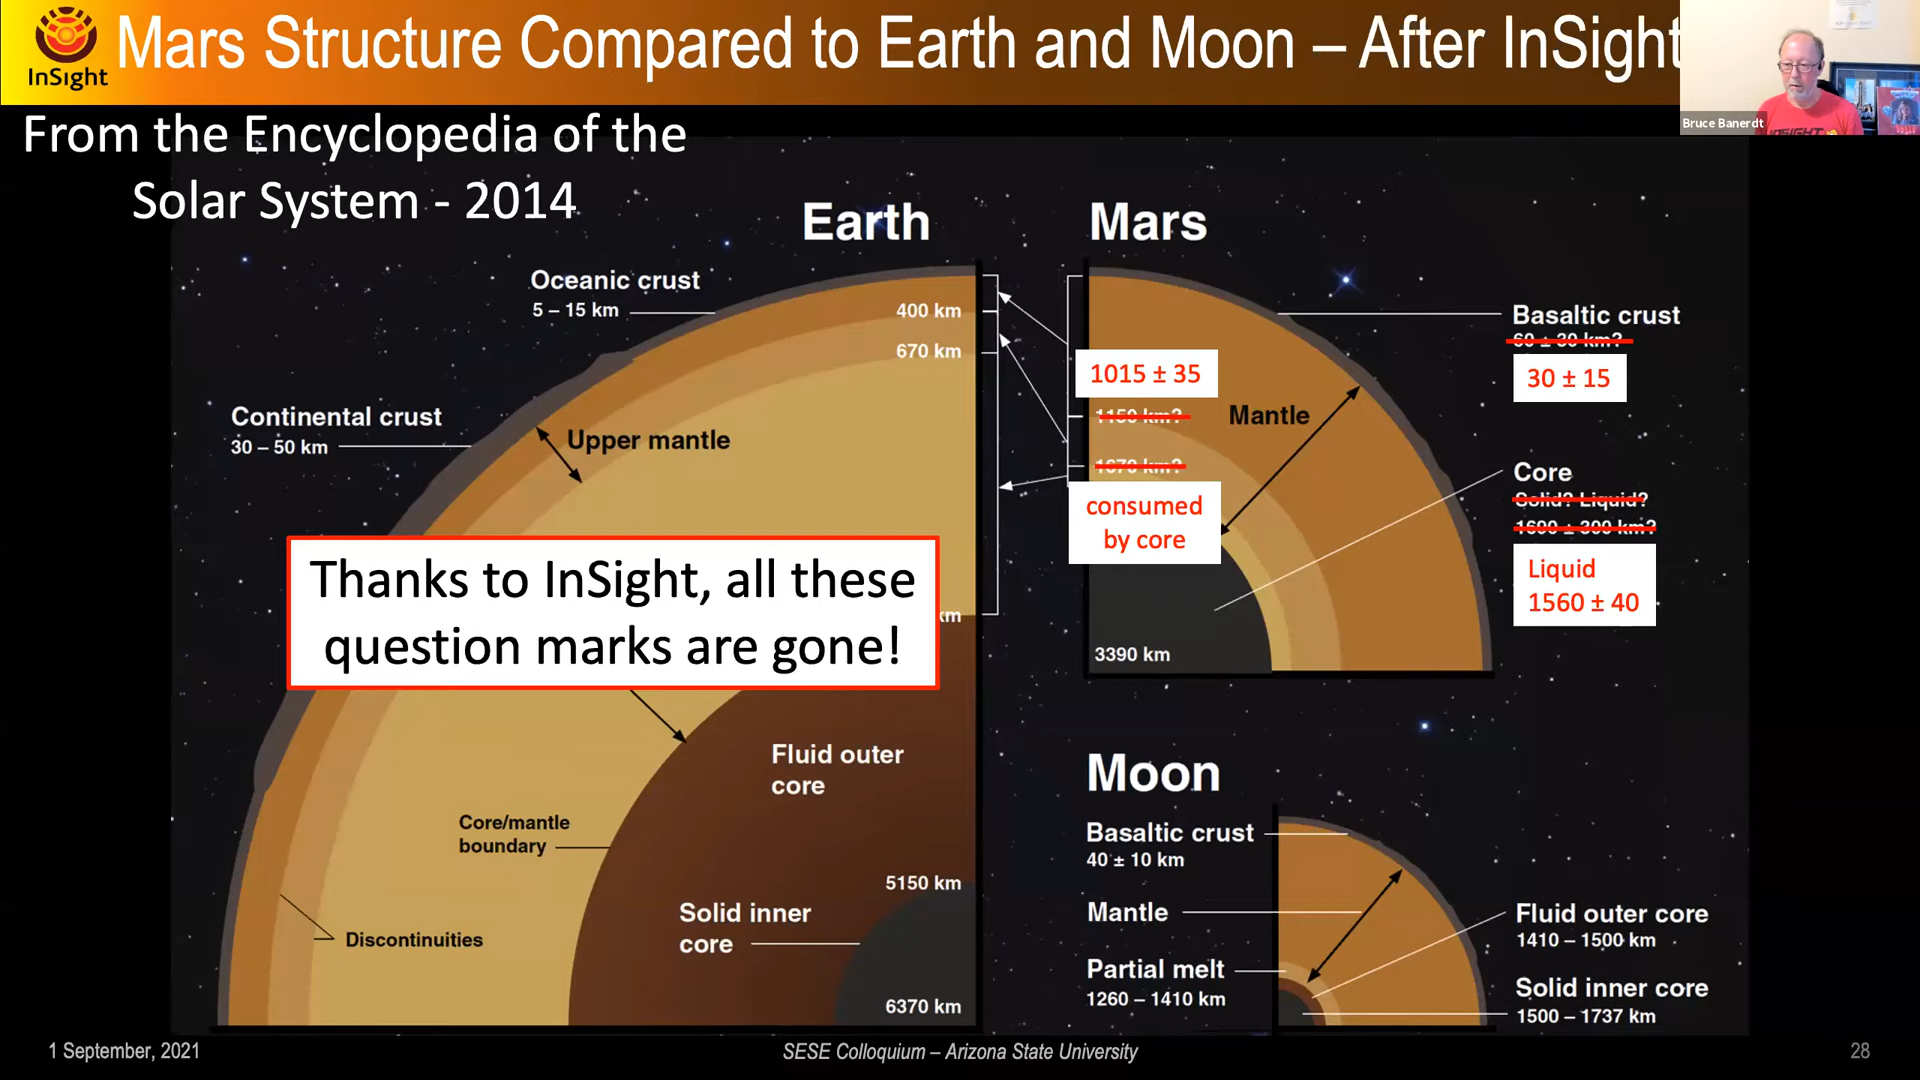 InSight
Mars Structure Compared to Earth and Moon – After InSight
Bruce Banerdt
INSIGHT
From the Encyclopedia of the
Solar System - 2014
Earth
Mars
Oceanic crust
5 – 15 km
400 km
670 km
Continental crust
30 – 50 km
Upper mantle
Thanks to InSight, all these
question marks are gone!
km
Fluid outer
core
Core/mantle
boundary
5150 km
Solid inner
core
Discontinuities
6370 km
Basaltic crust
60 ± 30 km?
30 ± 15
1015 ± 35
1150 km?
Mantle
1670 km?
consumed
by core
Core
Solid? Liquid?
1690 ± 300 km?
Liquid
1560 ± 40
3390 km
Moon
Basaltic crust
40 ± 10 km
Mantle
Partial melt
1260 – 1410 km
Fluid outer core
1410 – 1500 km
Solid inner core
1500 – 1737 km
1 September, 2021
SESE Colloquium – Arizona State University
28